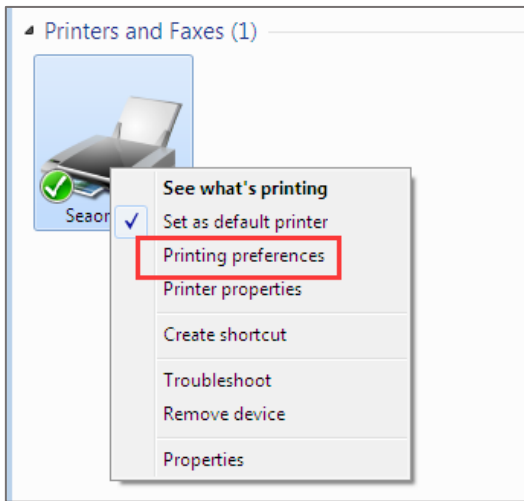 Printers and Faxes (1)
Seaor
See what's printing
Set as default printer
Printing preferences
Printer properties
Create shortcut
Troubleshoot
Remove device
Properties